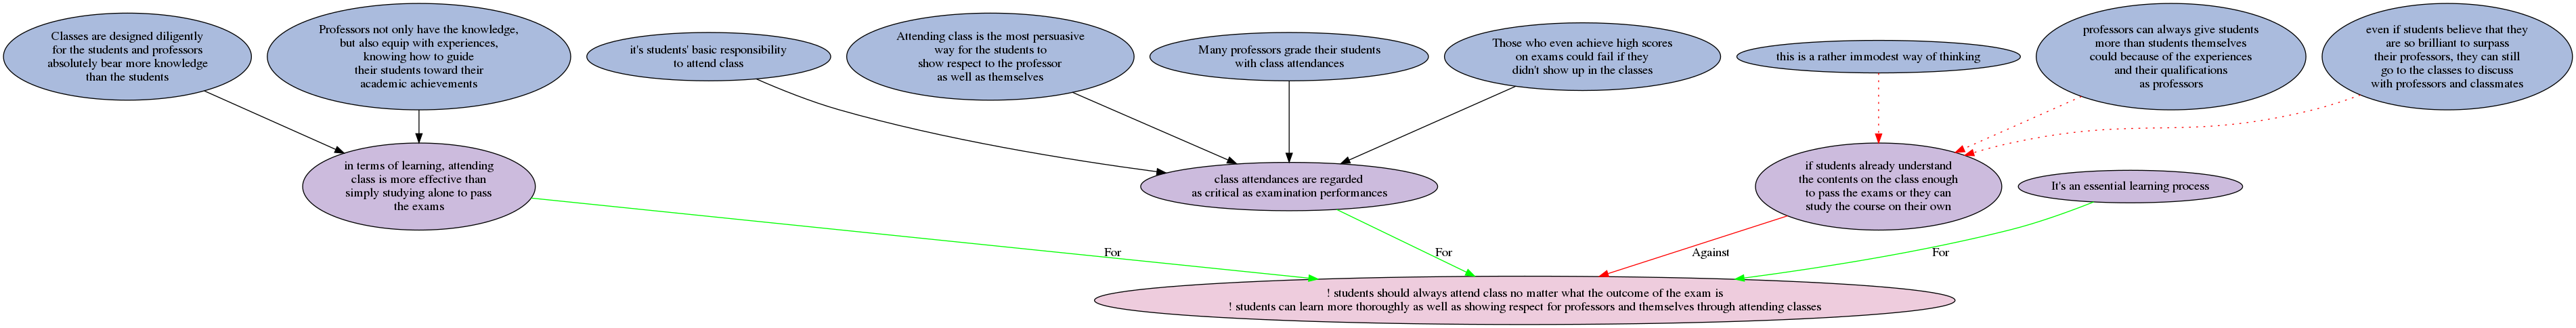 Classes are designed diligently
for the students and professors
absolutely bear more knowledge
than the students
Professors not only have the knowledge,
but also equip with experiences,
knowing how to guide
their students toward their
academic achievements
it's students' basic responsibility
to attend class
Attending class is the most persuasive
way for the students to
show respect to the professor
as well as themselves
Many professors grade their students
with class attendances
Those who even achieve high scores
on exams could fail if they
didn't show up in the classes
this is a rather immodest way of thinking
professors can always give students
more than students themselves
could because of the experiences
and their qualifications
as professors
even if students believe that they
are so brilliant to surpass
their professors, they can still
go to the classes to discuss
with professors and classmates
in terms of learning, attending
class is more effective than
simply studying alone to pass
the exams
class attendances are regarded
as critical as examination performances
if students already understand
the contents on the class enough
to pass the exams or they can
study the course on their own
It's an essential learning process
For
For
Against
For
! students should always attend class no matter what the outcome of the exam is
! students can learn more thoroughly as well as showing respect for professors and themselves through attending classes